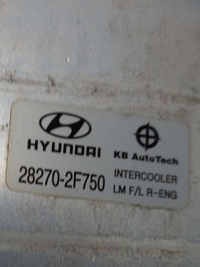 HYUNDAI
KB AutoTech
28270-2F750
INTERCOOLER
LM F/L R-ENG